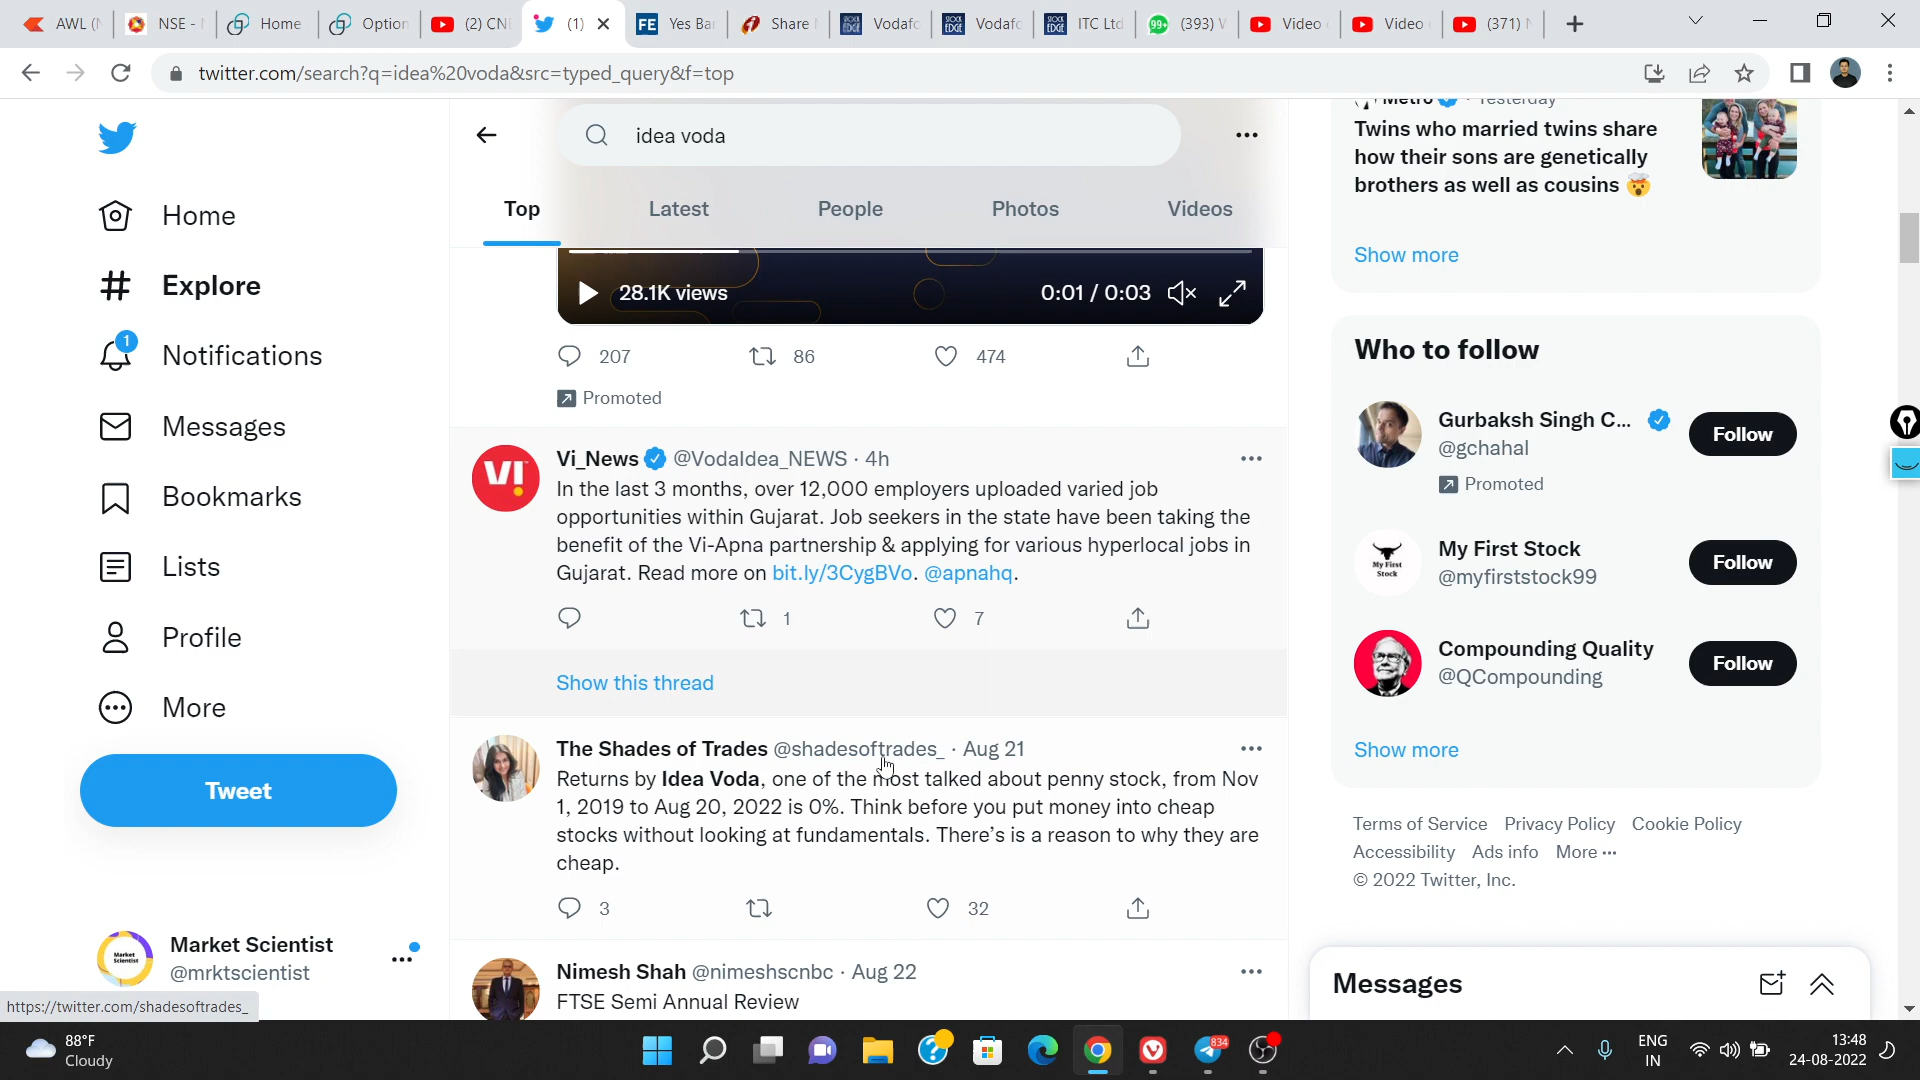 AWL (N
NSE - N
Home
Option
(2) CNB
(1)
Yes Ban
Share
Vodafo
Vodafo
ITC Ltd
99+
(393) W
Video
Video
(371)
twitter.com/search?q=idea%20voda&src=typed_query&f=top
Home
Explore
1
Notifications
Messages
Bookmarks
Lists
Profile
More
Tweet
Market Scientist
@mrktscientist
https://twitter.com/shadesoftrades_
idea voda
Top Latest People Photos Videos
28.1K views
0:01 / 0:03
207 86 474
Promoted
Vi_News @VodaIdea_NEWS · 4h
In the last 3 months, over 12,000 employers uploaded varied job
opportunities within Gujarat. Job seekers in the state have been taking the
benefit of the Vi-Apna partnership & applying for various hyperlocal jobs in
Gujarat. Read more on bit.ly/3CygBVo. @apnahq.
1 7
Show this thread
The Shades of Trades @shadesoftrades_ · Aug 21
Returns by Idea Voda, one of the most talked about penny stock, from Nov
1, 2019 to Aug 20, 2022 is 0%. Think before you put money into cheap
stocks without looking at fundamentals. There's is a reason to why they are
cheap.
3 32
Nimesh Shah @nimeshscnbc · Aug 22
FTSE Semi Annual Review
Metro · Yesterday
Twins who married twins share
how their sons are genetically
brothers as well as cousins 🤯
Show more
Who to follow
Gurbaksh Singh C...
@gchahal
Promoted
Follow
My First Stock
@myfirststock99
Follow
Compounding Quality
@QCompounding
Follow
Show more
Terms of Service Privacy Policy Cookie Policy
Accessibility Ads info More ···
© 2022 Twitter, Inc.
Messages
88°F
Cloudy
834
ENG
IN
13:48
24-08-2022